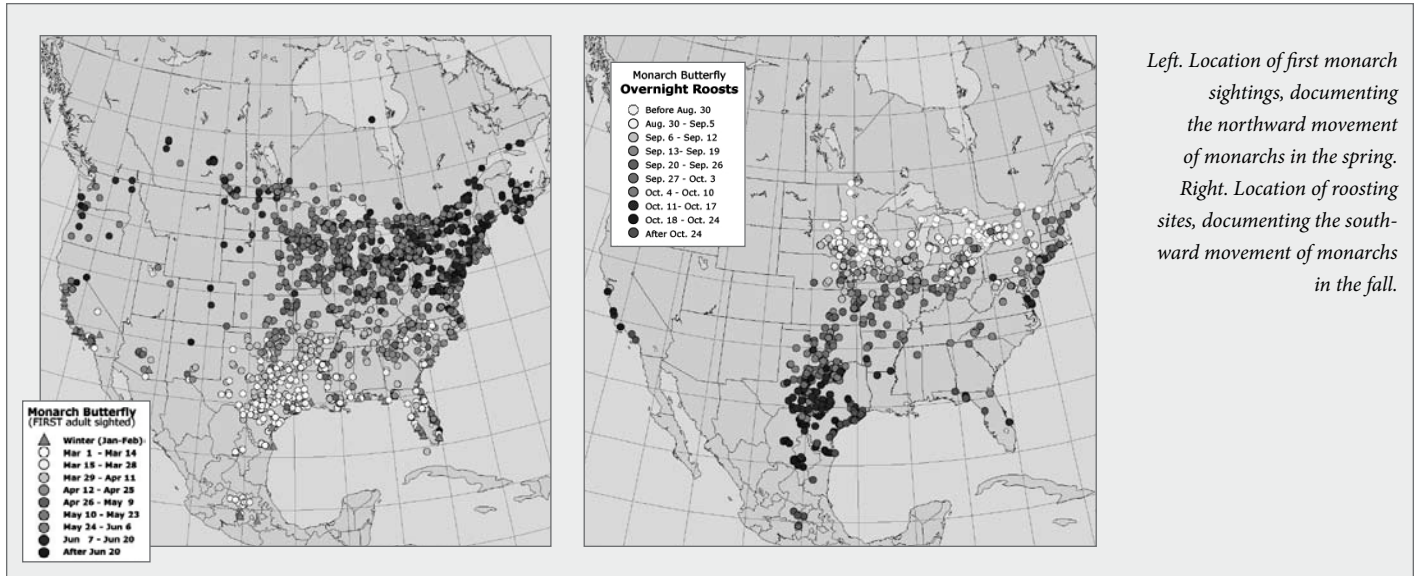 Monarch Butterfly
(FIRST adult sighted)
Winter (Jan-Feb)
Mar 1 - Mar 14
Mar 15 - Mar 28
Mar 29 - Apr 11
Apr 12 - Apr 25
Apr 26 - May 9
May 10 - May 23
May 24 - Jun 6
Jun 7 - Jun 20
After Jun 20
Monarch Butterfly
Overnight Roosts
Before Aug. 30
Aug. 30 - Sep.5
Sep. 6 - Sep. 12
Sep. 13- Sep. 19
Sep. 20 - Sep. 26
Sep. 27 - Oct. 3
Oct. 4 - Oct. 10
Oct. 11- Oct. 17
Oct. 18 - Oct. 24
After Oct. 24
Left. Location of first monarch
sightings, documenting
the northward movement
of monarchs in the spring.
Right. Location of roosting
sites, documenting the south-
ward movement of monarchs
in the fall.